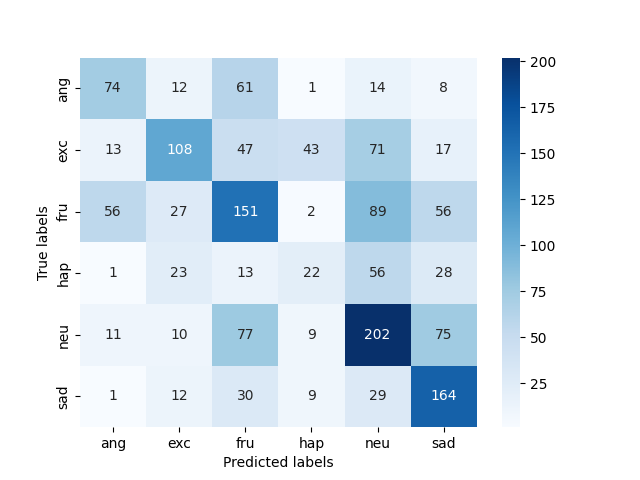 ang 74 12 61 1 14 8
exc 13 108 47 43 71 17
fru 56 27 151 2 89 56
hap 1 23 13 22 56 28
neu 11 10 77 9 202 75
sad 1 12 30 9 29 164
ang exc fru hap neu sad
Predicted labels
True labels
200
175
150
125
100
75
50
25